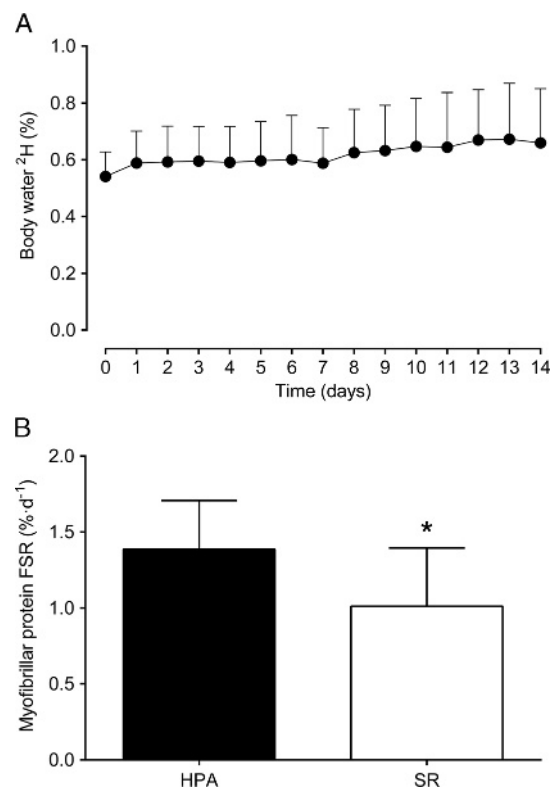 A
Body water ²H (%)
1.0
0.8
0.6
0.4
0.2
0.0
0 1 2 3 4 5 6 7 8 9 10 11 12 13 14
Time (days)
B
Myofibrillar protein FSR (%·d⁻¹)
2.0
1.5
1.0
0.5
0.0
*
HPA SR